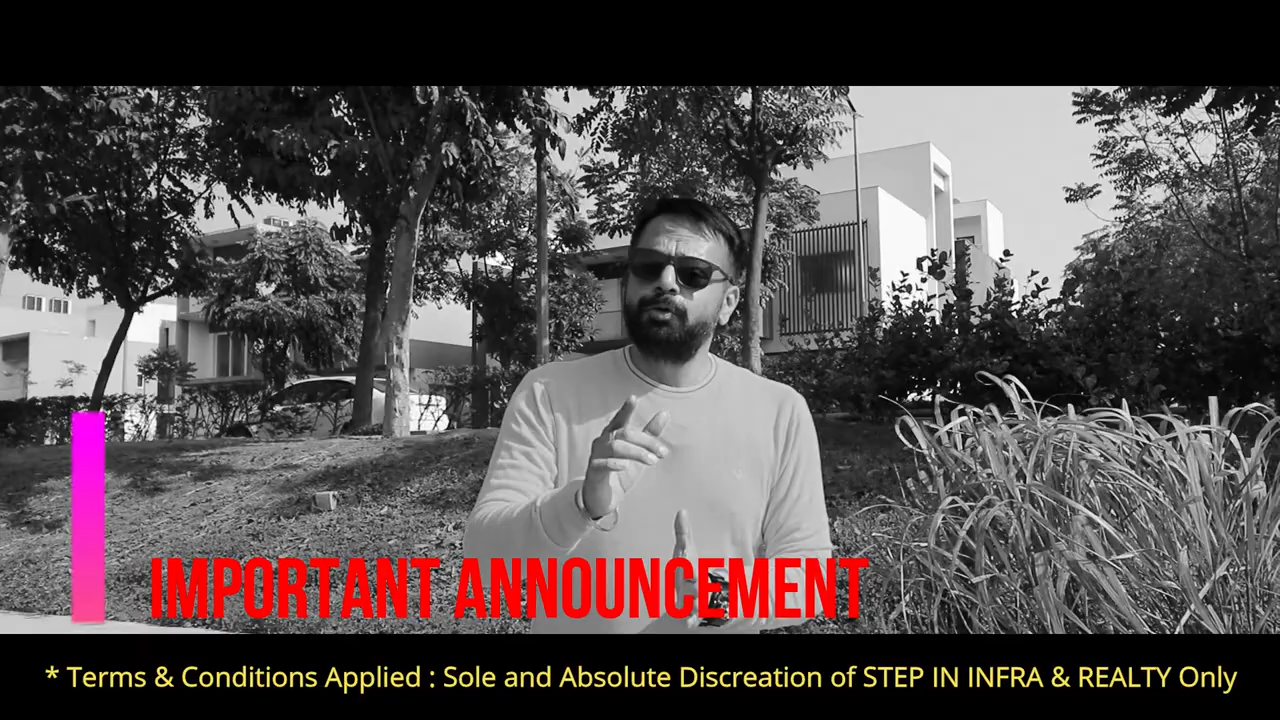 IMPORTANT ANNOUNCEMENT
* Terms & Conditions Applied : Sole and Absolute Discreation of STEP IN INFRA & REALTY Only